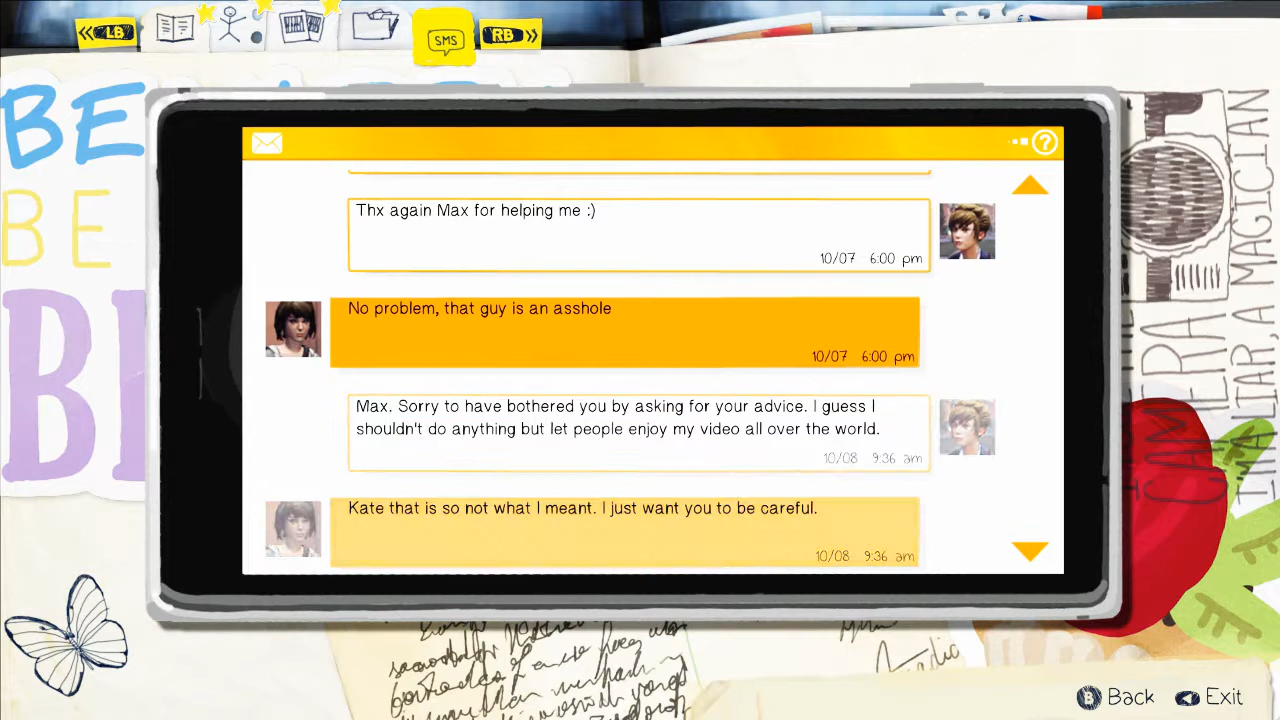 LB
SMS
RB
BE
BE
Thx again Max for helping me :)
10/07 6:00 pm
No problem, that guy is an asshole
10/07 6:00 pm
Max. Sorry to have bothered you by asking for your advice. I guess I
shouldn't do anything but let people enjoy my video all over the world.
10/08 9:36 am
Kate that is so not what I meant. I just want you to be careful.
10/08 9:36 am
CAMERA
LIAR, A MAGICIAN
B Back
Exit